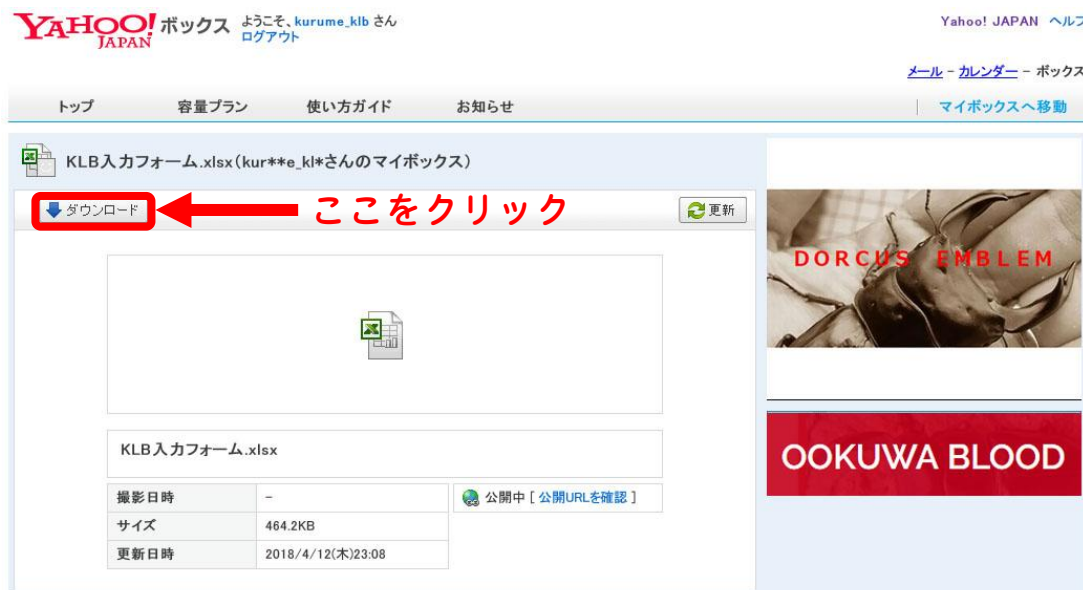 YAHOO! JAPAN ボックス ようこそ、kurume_klb さん
ログアウト
Yahoo! JAPAN ヘルプ
メール - カレンダー - ボックス
トップ 容量プラン 使い方ガイド お知らせ マイボックスへ移動
KLB入力フォーム.xlsx(kur**e_kl*さんのマイボックス)
ダウンロード ここをクリック 更新
DORCUS EMBLEM
KLB入力フォーム.xlsx
OOKUWA BLOOD
撮影日時 - 公開中 [ 公開URLを確認 ]
サイズ 464.2KB
更新日時 2018/4/12(木)23:08